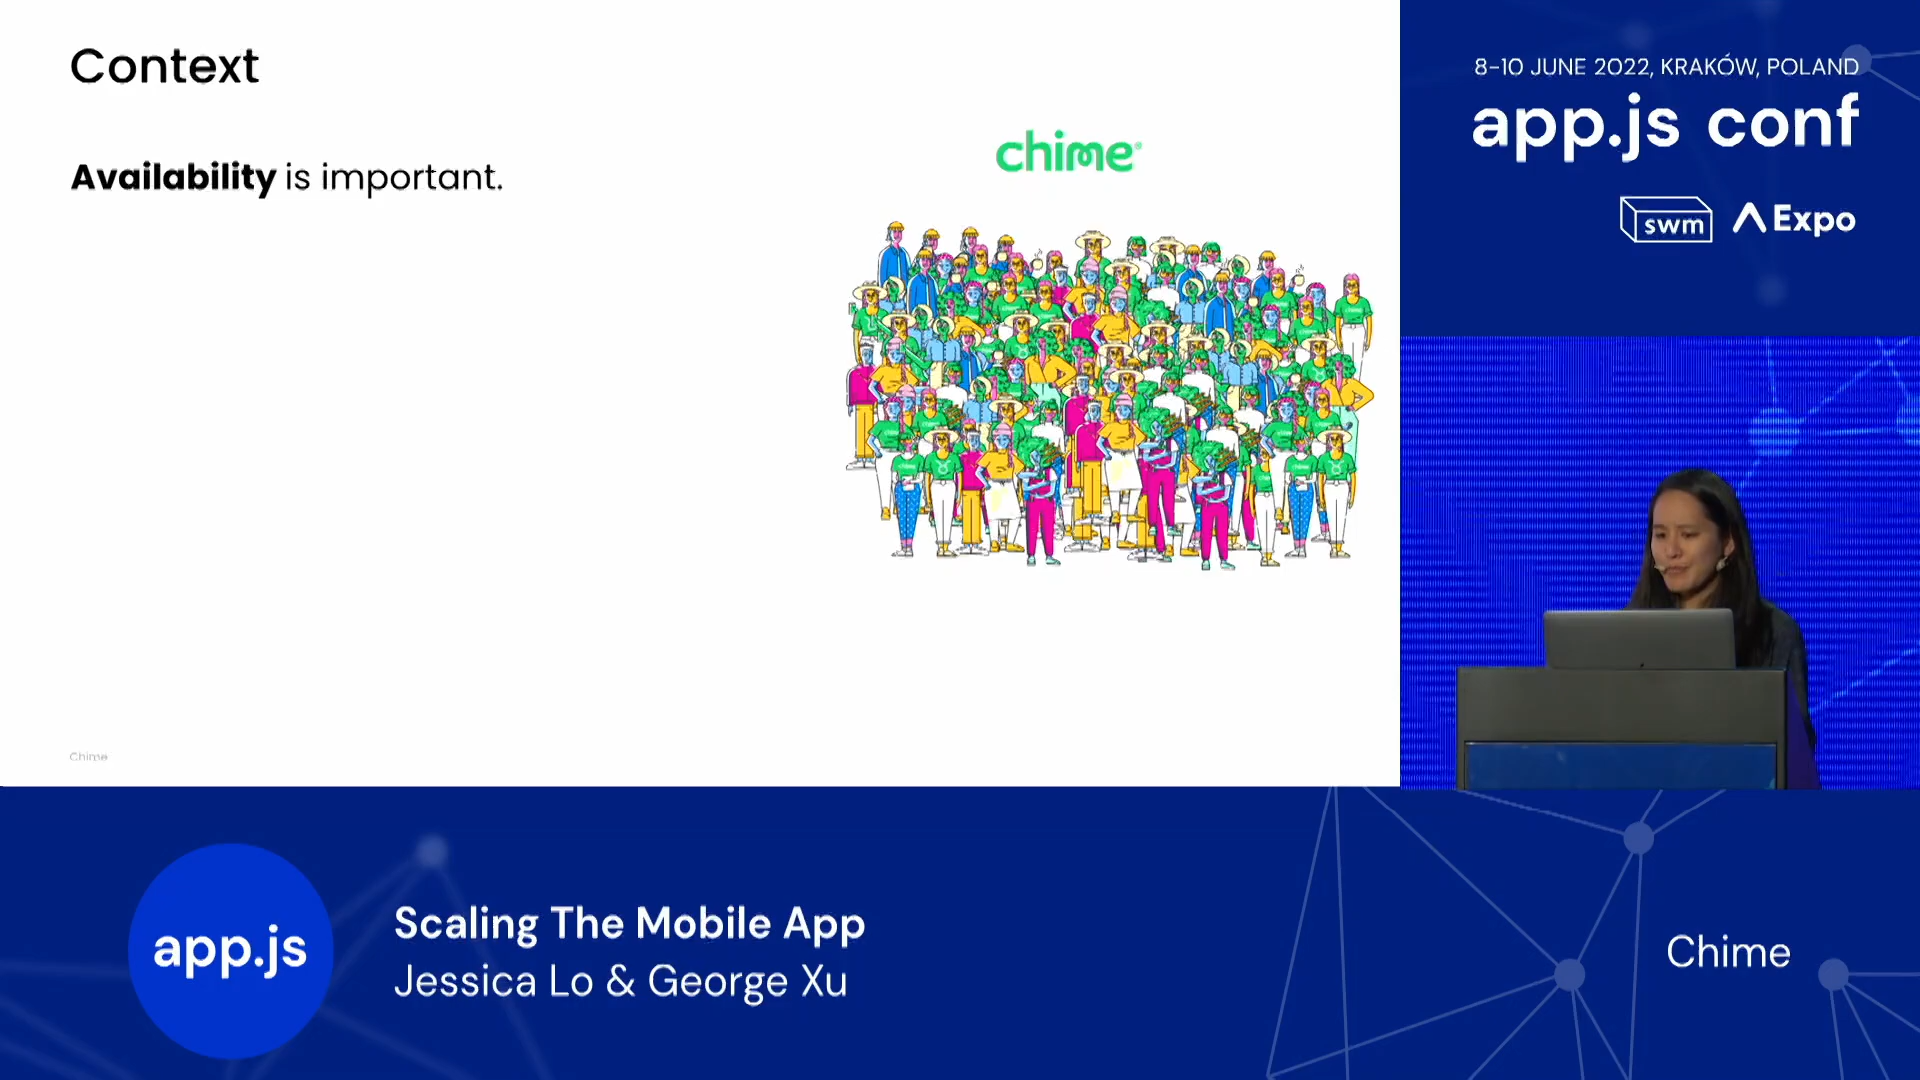 Context
Availability is important.
chime
Chime
8–10 JUNE 2022, KRAKÓW, POLAND
app.js conf
swm
Expo
app.js
Scaling The Mobile App
Jessica Lo & George Xu
Chime